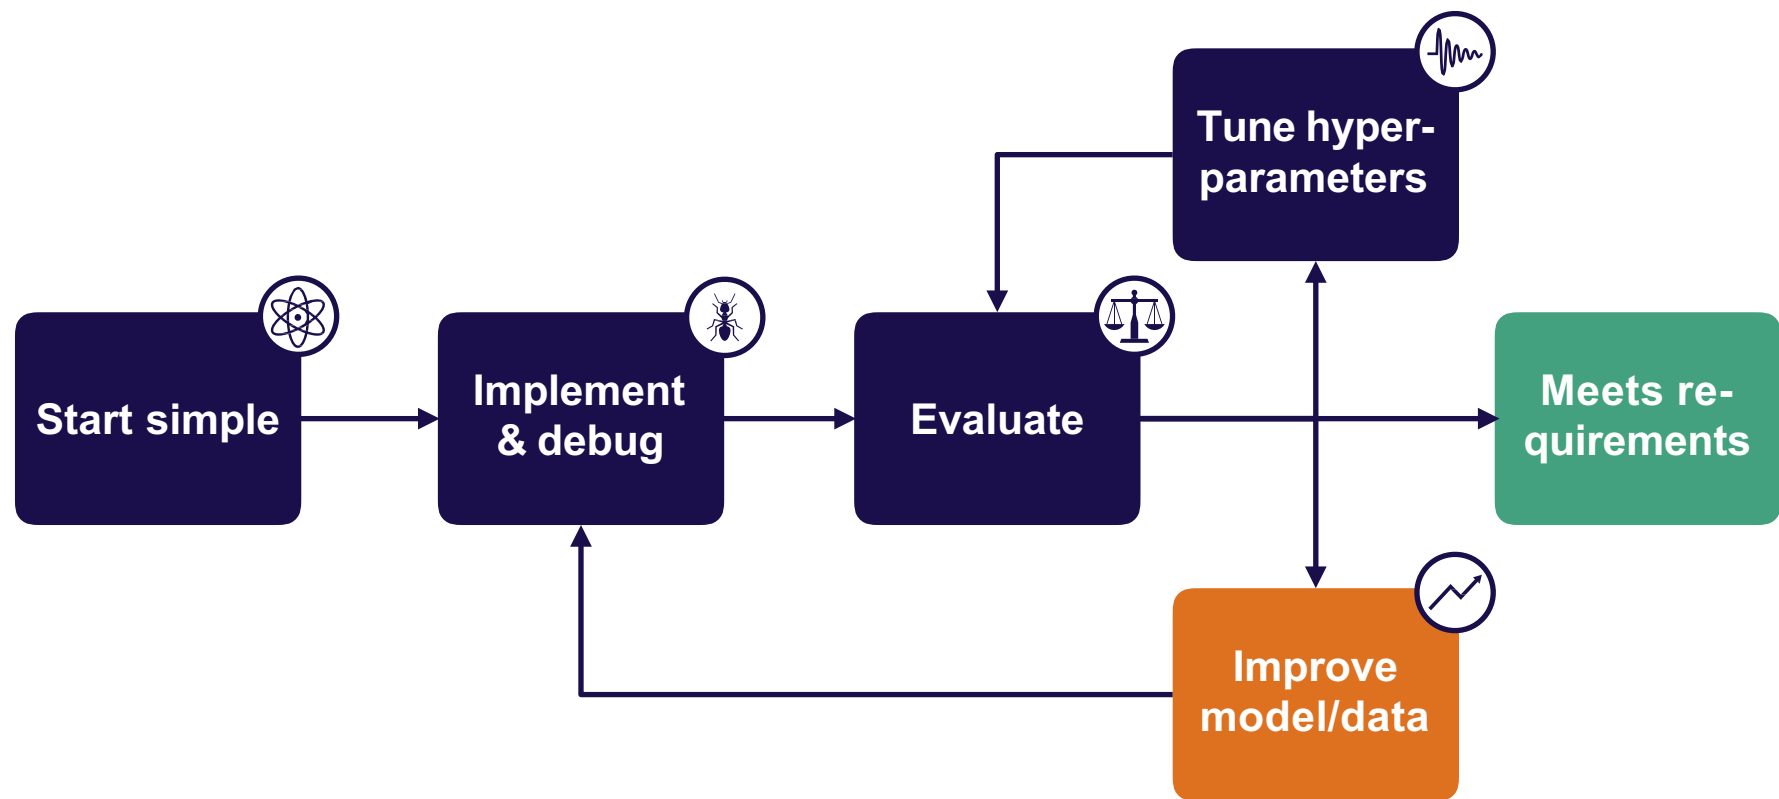 Tune hyper-
parameters
Start simple
Implement
& debug
Evaluate
Meets re-
quirements
Improve
model/data